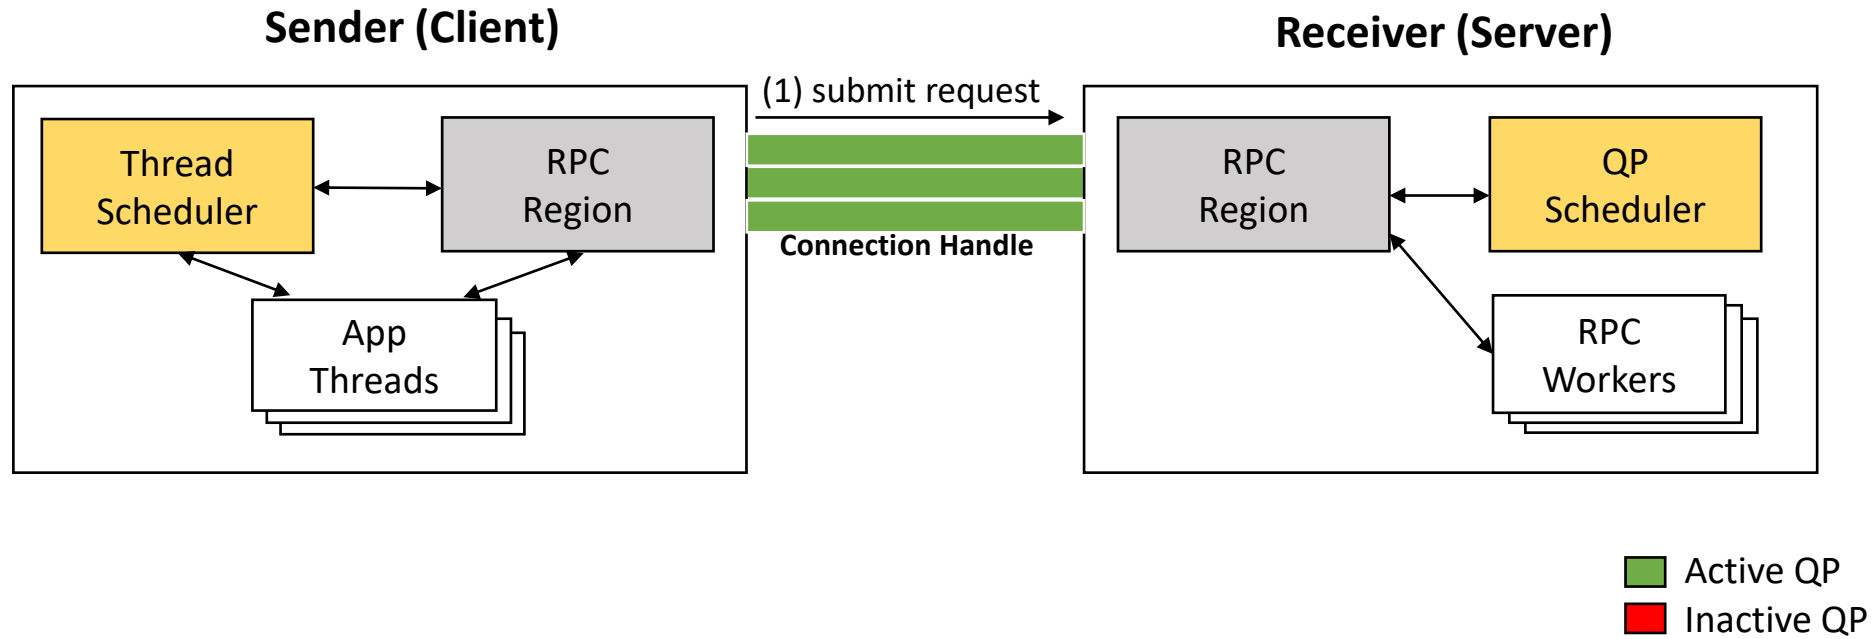 Sender (Client)
Receiver (Server)
(1) submit request
Thread
Scheduler
RPC
Region
App
Threads
Connection Handle
RPC
Region
QP
Scheduler
RPC
Workers
Active QP
Inactive QP